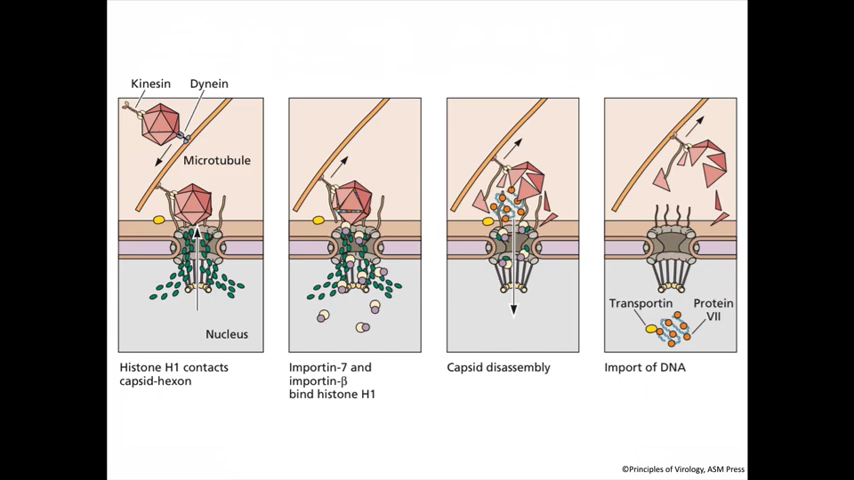 Kinesin
Dynein
Microtubule
Nucleus
Transportin
Protein
VII
Histone H1 contacts
capsid-hexon
Importin-7 and
importin-β
bind histone H1
Capsid disassembly
Import of DNA
©Principles of Virology, ASM Press